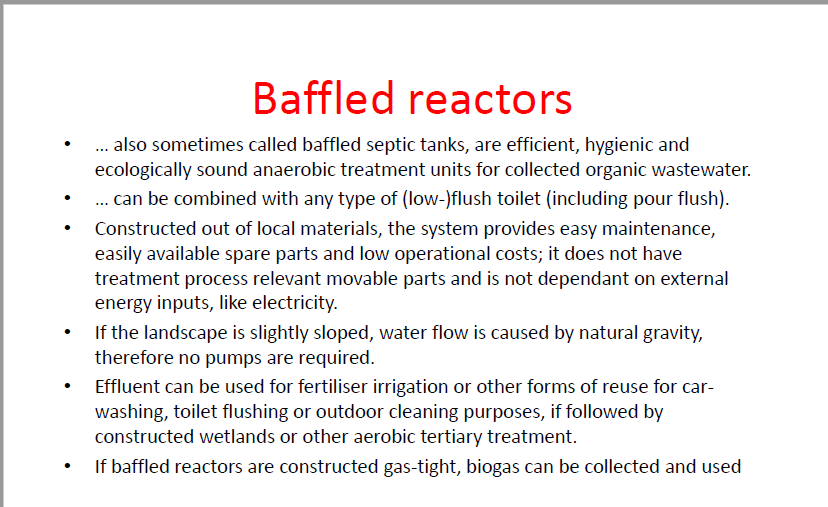 Baffled reactors
• ... also sometimes called baffled septic tanks, are efficient, hygienic and
ecologically sound anaerobic treatment units for collected organic wastewater.
• ... can be combined with any type of (low-)flush toilet (including pour flush).
• Constructed out of local materials, the system provides easy maintenance,
easily available spare parts and low operational costs; it does not have
treatment process relevant movable parts and is not dependant on external
energy inputs, like electricity.
• If the landscape is slightly sloped, water flow is caused by natural gravity,
therefore no pumps are required.
• Effluent can be used for fertiliser irrigation or other forms of reuse for car-
washing, toilet flushing or outdoor cleaning purposes, if followed by
constructed wetlands or other aerobic tertiary treatment.
• If baffled reactors are constructed gas-tight, biogas can be collected and used